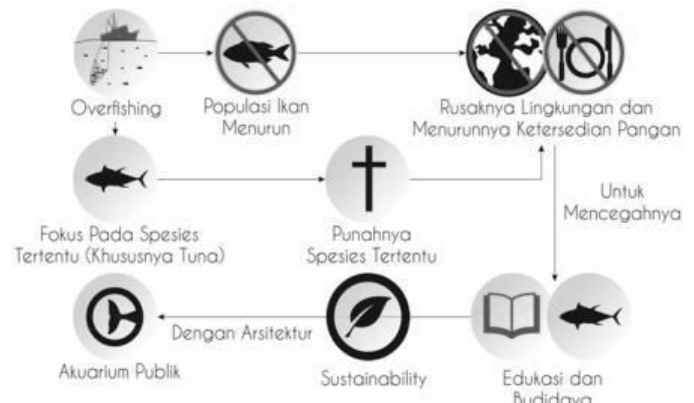 Overfishing
Populasi Ikan
Menurun
Rusaknya Lingkungan dan
Menurunnya Ketersedian Pangan
Fokus Pada Spesies
Tertentu (Khususnya Tuna)
Punahnya
Spesies Tertentu
Untuk
Mencegahnya
Akuarium Publik
Dengan Arsitektur
Sustainability
Edukasi dan
Budidaya